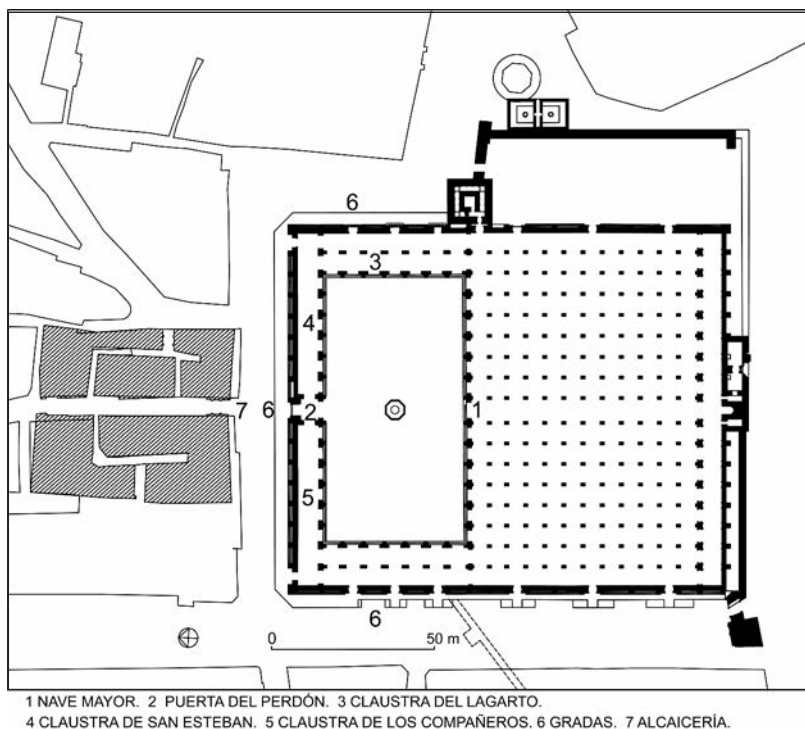 6
3
4
7 6 2 1
5
6
0 50 m
1 NAVE MAYOR. 2 PUERTA DEL PERDÓN. 3 CLAUSTRA DEL LAGARTO.
4 CLAUSTRA DE SAN ESTEBAN. 5 CLAUSTRA DE LOS COMPAÑEROS. 6 GRADAS. 7 ALCAICERÍA.